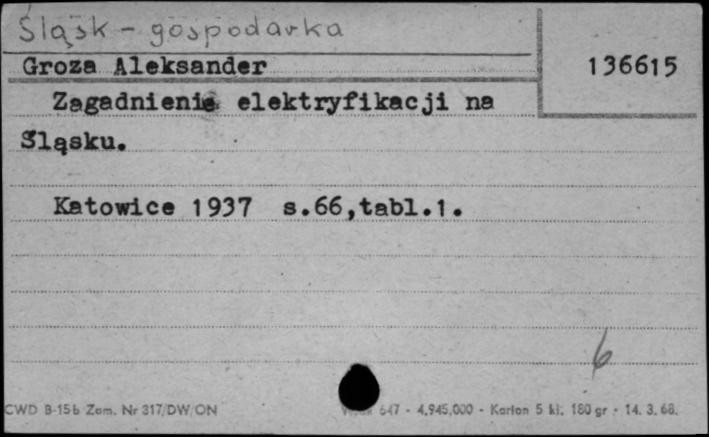 Śląsk - gospodarka
Groza Aleksander
136615
Zagadnienie elektryfikacji na
Śląsku.
Katowice 1937 s.66,tabl.1.
6
CWD B-15b Zam. Nr 317/DW/ON
647 - 4.945.000 - Karton 5 kl. 180 gr - 14. 3. 68.